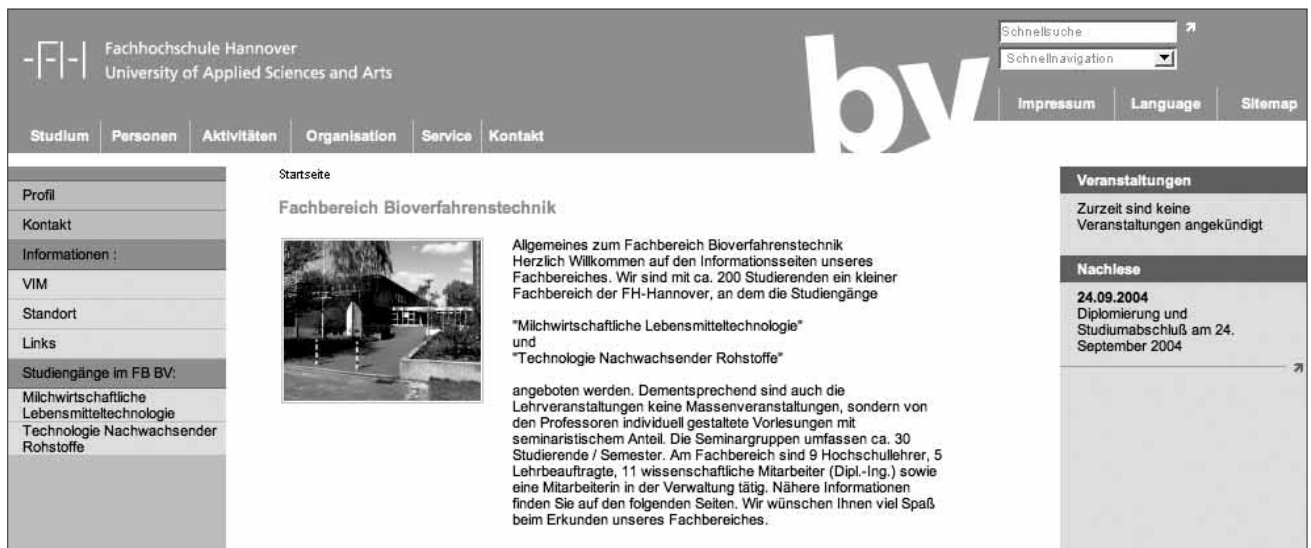 -FH-
Fachhochschule Hannover
University of Applied Sciences and Arts
bv
Schnellsuche
Schnellnavigation
Impressum
Language
Sitemap
Studium
Personen
Aktivitäten
Organisation
Service
Kontakt
Profil
Kontakt
Informationen :
VIM
Standort
Links
Studiengänge im FB BV:
Milchwirtschaftliche
Lebensmitteltechnologie
Technologie Nachwachsender
Rohstoffe
Startseite
Fachbereich Bioverfahrenstechnik
Allgemeines zum Fachbereich Bioverfahrenstechnik
Herzlich Willkommen auf den Informationsseiten unseres
Fachbereiches. Wir sind mit ca. 200 Studierenden ein kleiner
Fachbereich der FH-Hannover, an dem die Studiengänge
"Milchwirtschaftliche Lebensmitteltechnologie"
und
"Technologie Nachwachsender Rohstoffe"
angeboten werden. Dementsprechend sind auch die
Lehrveranstaltungen keine Massenveranstaltungen, sondern von
den Professoren individuell gestaltete Vorlesungen mit
seminaristischem Anteil. Die Seminargruppen umfassen ca. 30
Studierende / Semester. Am Fachbereich sind 9 Hochschullehrer, 5
Lehrbeauftragte, 11 wissenschaftliche Mitarbeiter (Dipl.-Ing.) sowie
eine Mitarbeiterin in der Verwaltung tätig. Nähere Informationen
finden Sie auf den folgenden Seiten. Wir wünschen Ihnen viel Spaß
beim Erkunden unseres Fachbereiches.
Veranstaltungen
Zurzeit sind keine
Veranstaltungen angekündigt
Nachlese
24.09.2004
Diplomierung und
Studiumabschluß am 24.
September 2004